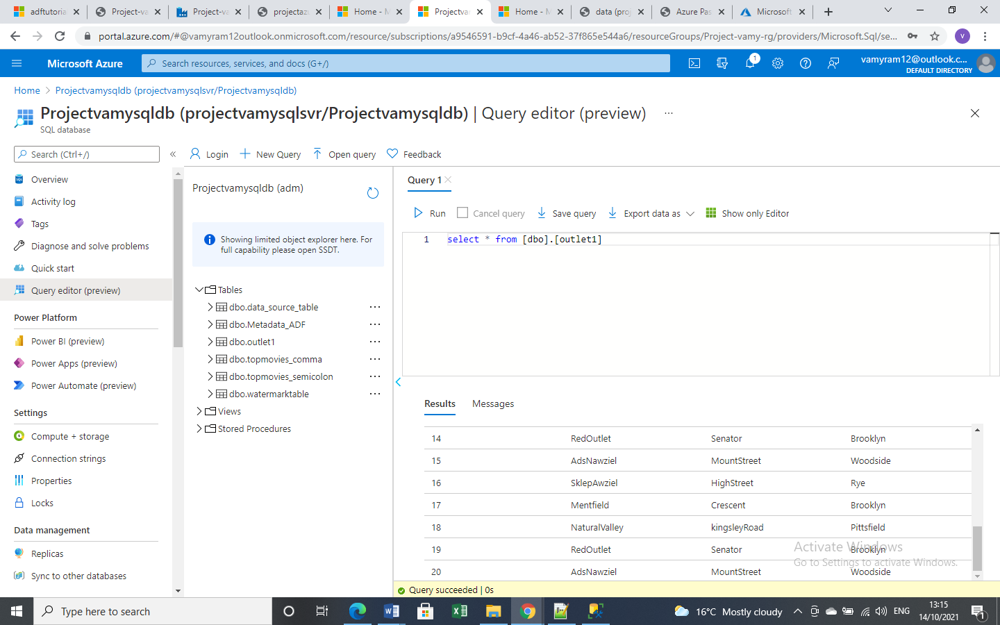 adftutoria
Project-va
Project-va
projectaz
Home - M
Projectva
Home - M
data (proj
Azure Pas
Microsoft
portal.azure.com/#@vamyram12outlook.onmicrosoft.com/resource/subscriptions/a9546591-b9cf-4a46-ab52-37f865e544a6/resourceGroups/Project-vamy-rg/providers/Microsoft.Sql/se...
V
Microsoft Azure
Search resources, services, and docs (G+/)
1
vamyram12@outlook.c...
DEFAULT DIRECTORY
Home > Projectvamysqldb (projectvamysqlsvr/Projectvamysqldb)
Projectvamysqldb (projectvamysqlsvr/Projectvamysqldb) | Query editor (preview) ...
SQL database
Search (Ctrl+/)
«
Overview
Activity log
Tags
Diagnose and solve problems
Quick start
Query editor (preview)
Power Platform
Power BI (preview)
Power Apps (preview)
Power Automate (preview)
Settings
Compute + storage
Connection strings
Properties
Locks
Data management
Replicas
Sync to other databases
Login
New Query
Open query
Feedback
Projectvamysqldb (adm)
Showing limited object explorer here. For
full capability please open SSDT.
Tables
dbo.data_source_table ...
dbo.Metadata_ADF ...
dbo.outlet1 ...
dbo.topmovies_comma ...
dbo.topmovies_semicolon ...
dbo.watermarktable ...
Views
Stored Procedures
Query 1
Run
Cancel query
Save query
Export data as
Show only Editor
1 select * from [dbo].[outlet1]
Results Messages
14 RedOutlet Senator Brooklyn
15 AdsNawziel MountStreet Woodside
16 SklepAwziel HighStreet Rye
17 Mentfield Crescent Brooklyn
18 NaturalValley kingsleyRoad Pittsfield
19 RedOutlet Senator Brooklyn
20 AdsNawziel MountStreet Woodside
Activate Windows
Go to Settings to activate Windows.
Query succeeded | 0s
Type here to search
16°C Mostly cloudy
ENG
13:15
14/10/2021
1